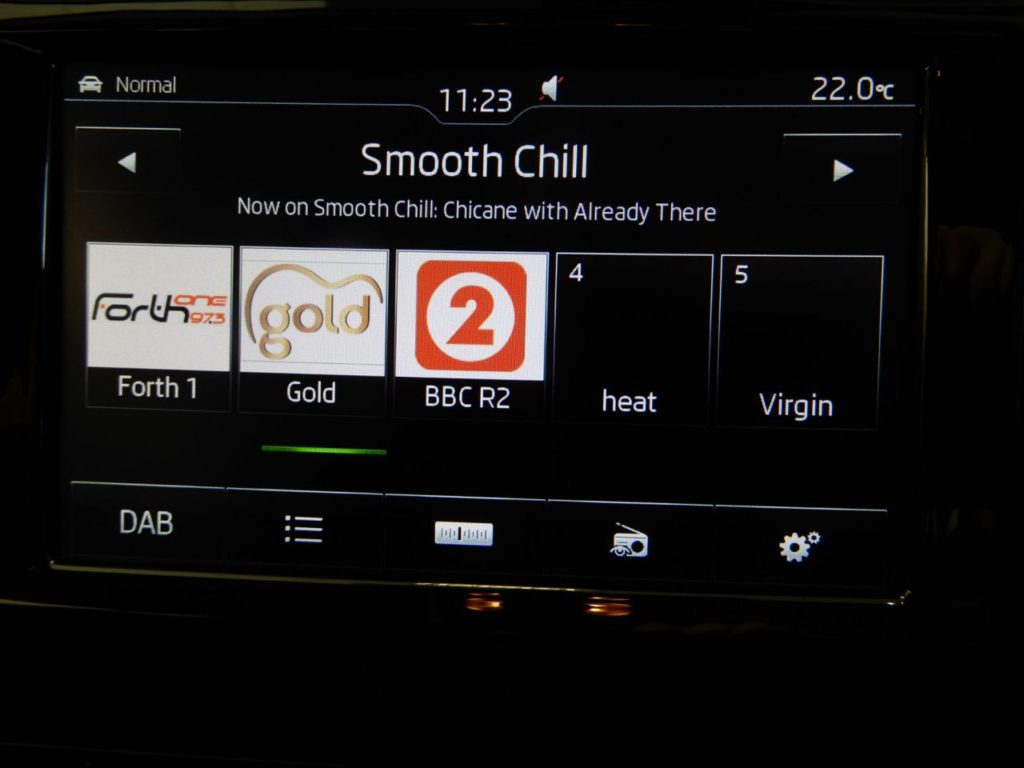 Normal
11:23
22.0°C
Smooth Chill
Now on Smooth Chill: Chicane with Already There
Forth ONE 97.3
gold
2
4
5
Forth 1
Gold
BBC R2
heat
Virgin
DAB